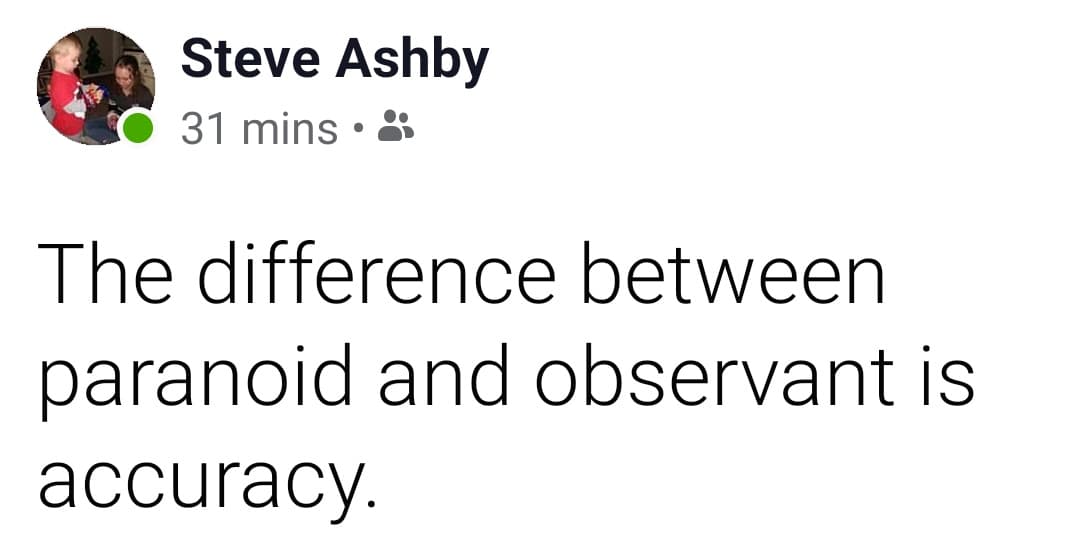 Steve Ashby
31 mins •
The difference between
paranoid and observant is
accuracy.